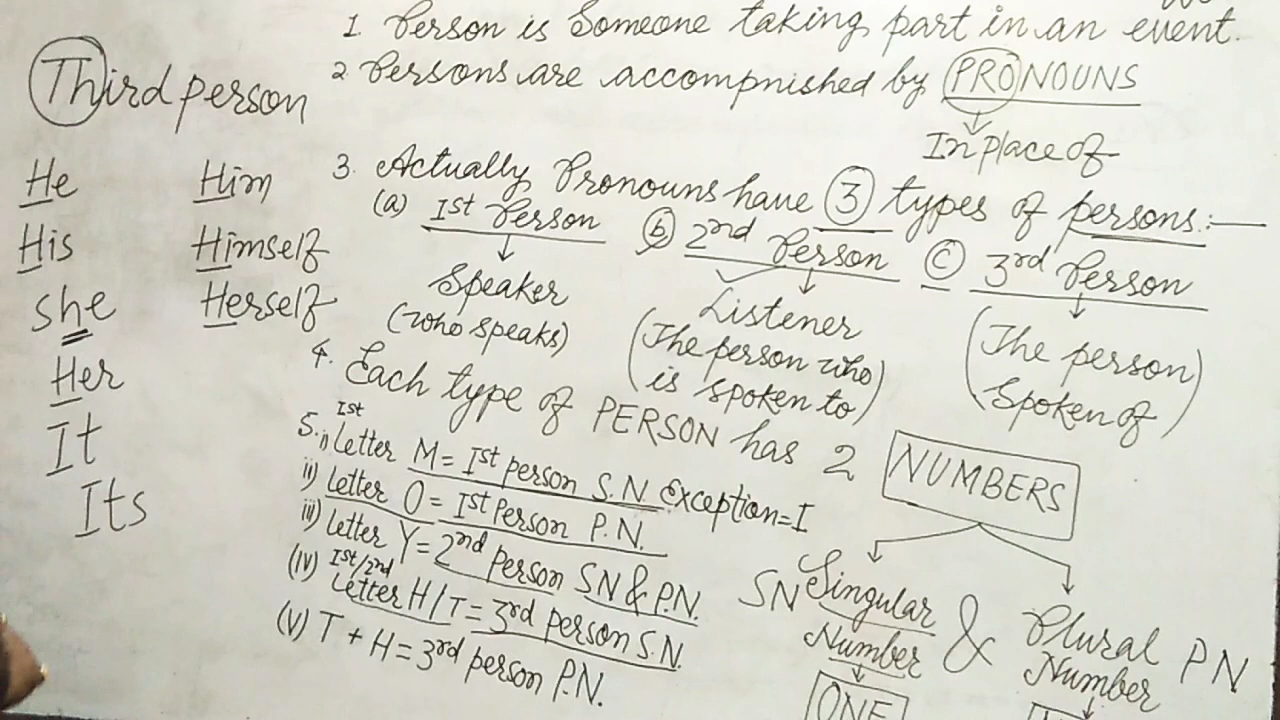 1. Person is Someone taking part in an event.
2 Persons are accompnished by PRONOUNS
In place of
3. Actually Pronouns have 3 types of persons:—
(a) Ist Person (b) 2nd Person (c) 3rd Person
Speaker
(who speaks)
Listener
(The person who
is spoken to)
(The person
Spoken of)
4. Each type of PERSON has 2 NUMBERS
SN Singular
Number
ONE
&
Plural PN
Number
Ist
5. i) Letter M = Ist person S.N Exception = I
ii) Letter O = Ist Person P.N.
iii) Letter Y = 2nd person SN & P.N.
Ist/2nd
(iv) Letter H/T = 3rd person S.N.
(v) T + H = 3rd person P.N.
Third person
He Him
His Himself
She Herself
Her
It
Its